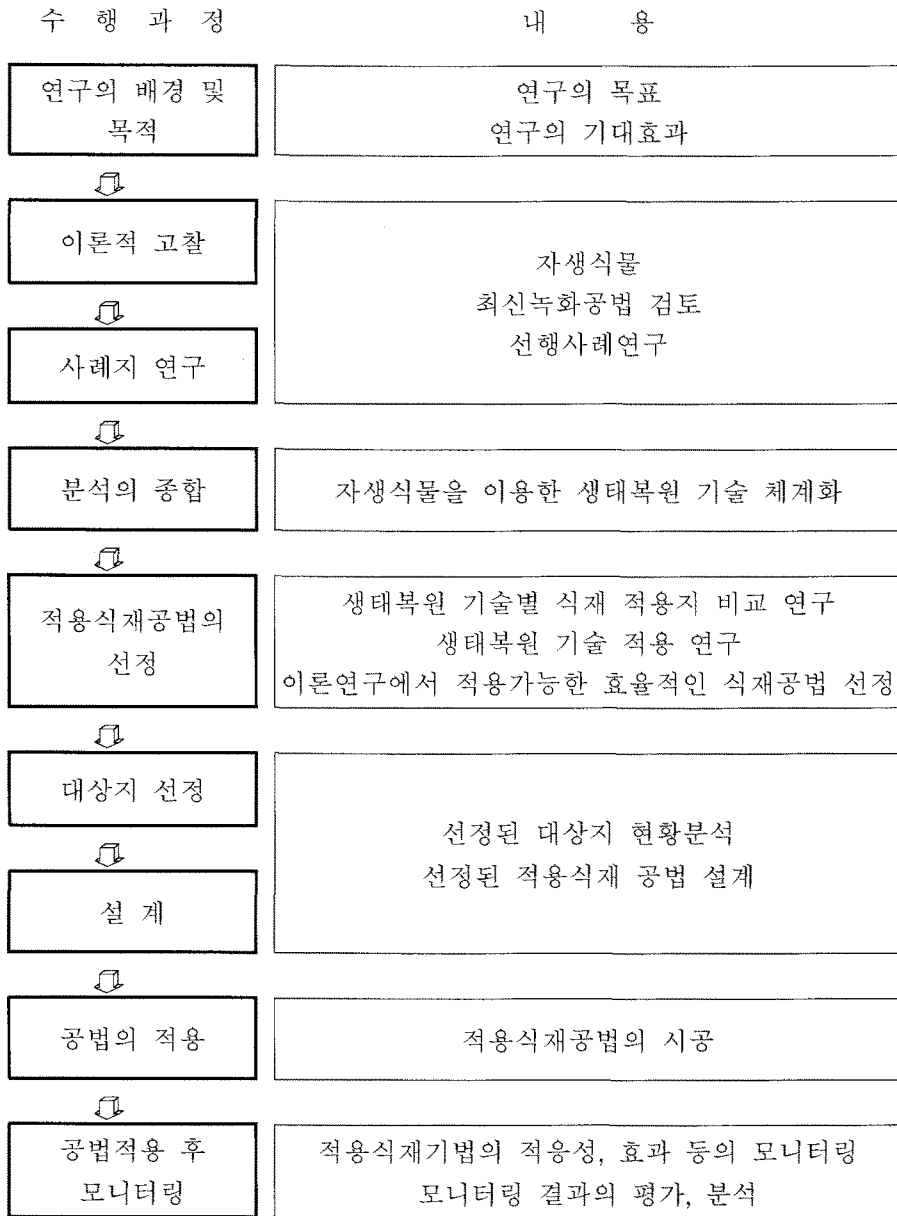 수 행 과 정
내 용
연구의 배경 및
목적
연구의 목표
연구의 기대효과
이론적 고찰
사례지 연구
자생식물
최신녹화공법 검토
선행사례연구
분석의 종합
자생식물을 이용한 생태복원 기술 체계화
적용식재공법의
선정
생태복원 기술별 식재 적용지 비교 연구
생태복원 기술 적용 연구
이론연구에서 적용가능한 효율적인 식재공법 선정
대상지 선정
설 계
선정된 대상지 현황분석
선정된 적용식재 공법 설계
공법의 적용
적용식재공법의 시공
공법적용 후
모니터링
적용식재기법의 적응성, 효과 등의 모니터링
모니터링 결과의 평가, 분석